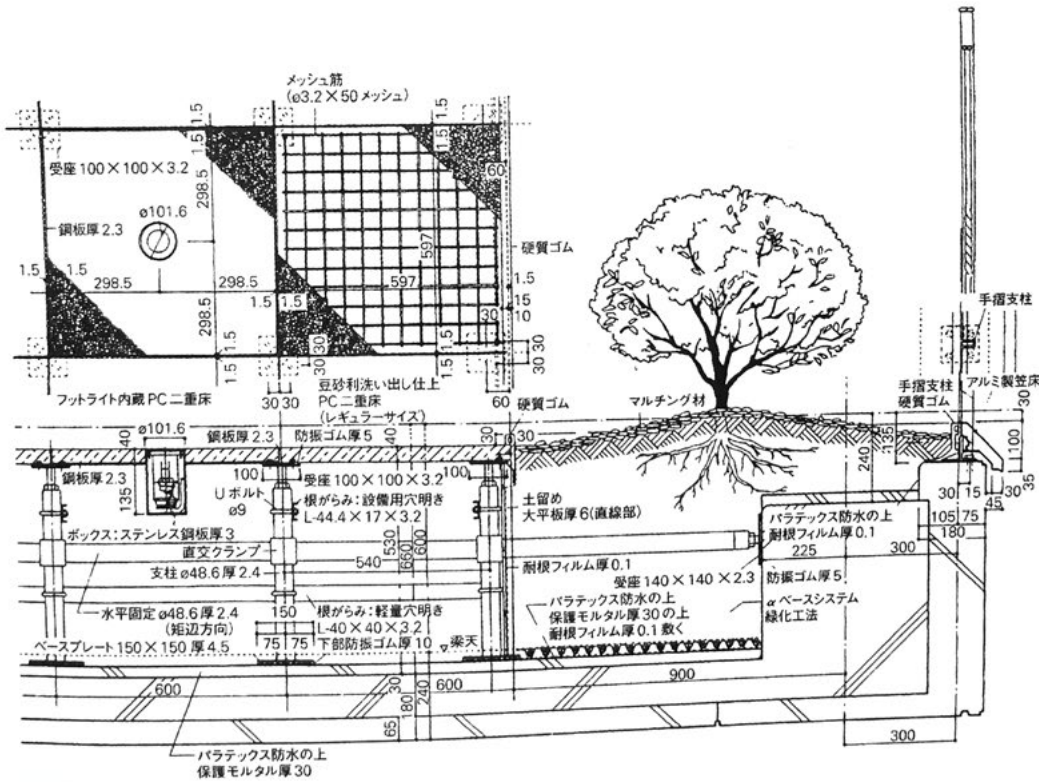 メッシュ筋
(ø3.2×50メッシュ)
1.5
1.5
1.5
1.5
1.5
受座100×100×3.2
298.5
60
ø101.6
鋼板厚2.3
597
硬質ゴム
1.5
1.5
298.5
298.5
597
1.5
1.5
1.5
15
30
10
298.5
手摺支柱
1.5
1.5
30
30
1.5
1.5
30
30
フットライト内蔵PC二重床
30
30
豆砂利洗い出し仕上
PC二重床
(レギュラーサイズ)
60
硬質ゴム
マルチング材
手摺支柱
硬質ゴム
アルミ製笠床
30
ø101.6
40
鋼板厚2.3
防振ゴム厚5
40
30
30
135
100
240
鋼板厚2.3
135
100
受座100×100×3.2
100
35
Uボルト
ø9
根がらみ:設備用穴明き
L-44.4×17×3.2
土留め
大平板厚6(直線部)
30
15
30
45
ボックス:ステンレス鋼板厚3
パラテックス防水の上
耐根フィルム厚0.1
105
75
180
直交クランプ
530
660
600
225
300
540
支柱ø48.6厚2.4
耐根フィルム厚0.1
受座140×140×2.3
防振ゴム厚5
水平固定ø48.6厚2.4
(矩辺方向)
150
根がらみ:軽量穴明き
L-40×40×3.2
パラテックス防水の上
保護モルタル厚30の上
耐根フィルム厚0.1敷く
αベースシステム
緑化工法
ベースプレート150×150厚4.5
75
75
下部防振ゴム厚10
梁天
600
30
600
900
180
240
65
300
パラテックス防水の上
保護モルタル厚30